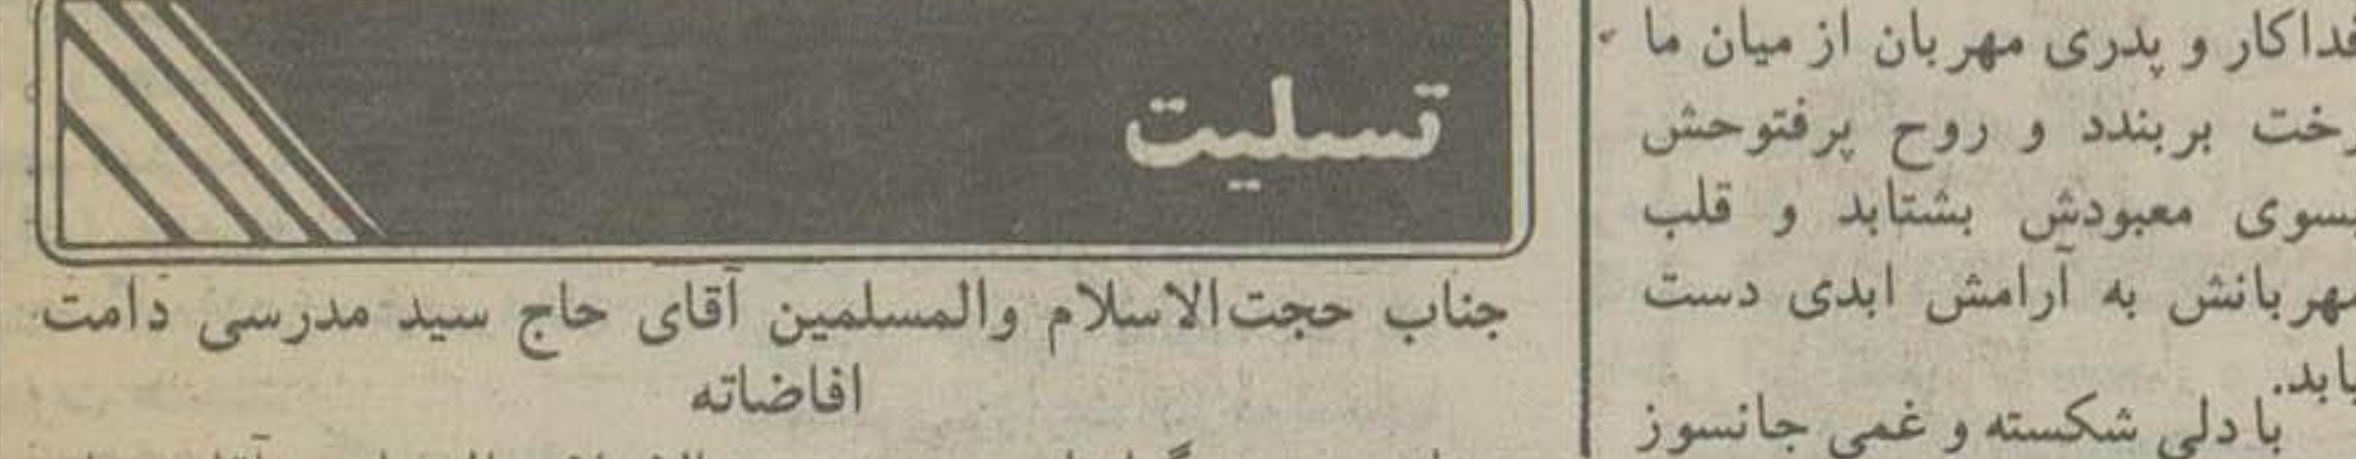 فداکار و پدری مهربان از میان ما
رخت بربندد و روح پرفتوحش
بسوی معبودش بشتابد و قلب
مهربانش به آرامش ابدی دست
یابد.
با دلی شکسته و غمی جانسوز
تسلیت
جناب حجت‌الاسلام والمسلمین آقای حاج سید مدرسی دامت
افاضاته